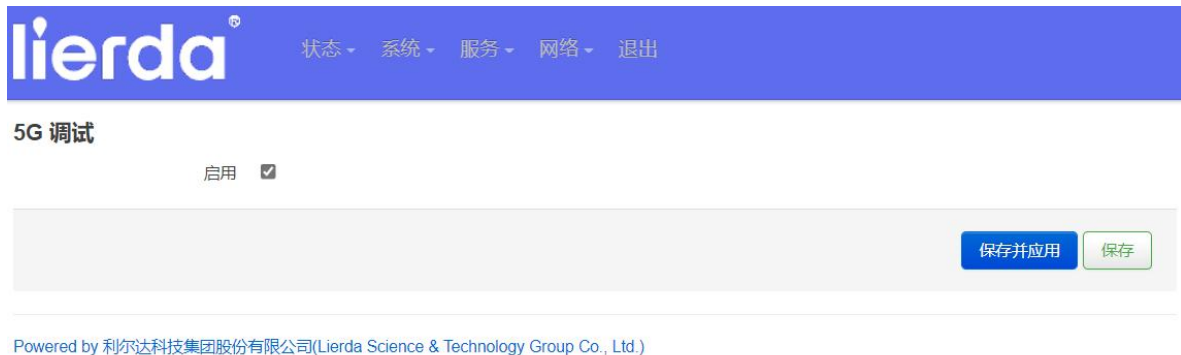 lierda®
状态 系统 服务 网络 退出
5G 调试
启用
保存并应用 保存
Powered by 利尔达科技集团股份有限公司(Lierda Science & Technology Group Co., Ltd.)